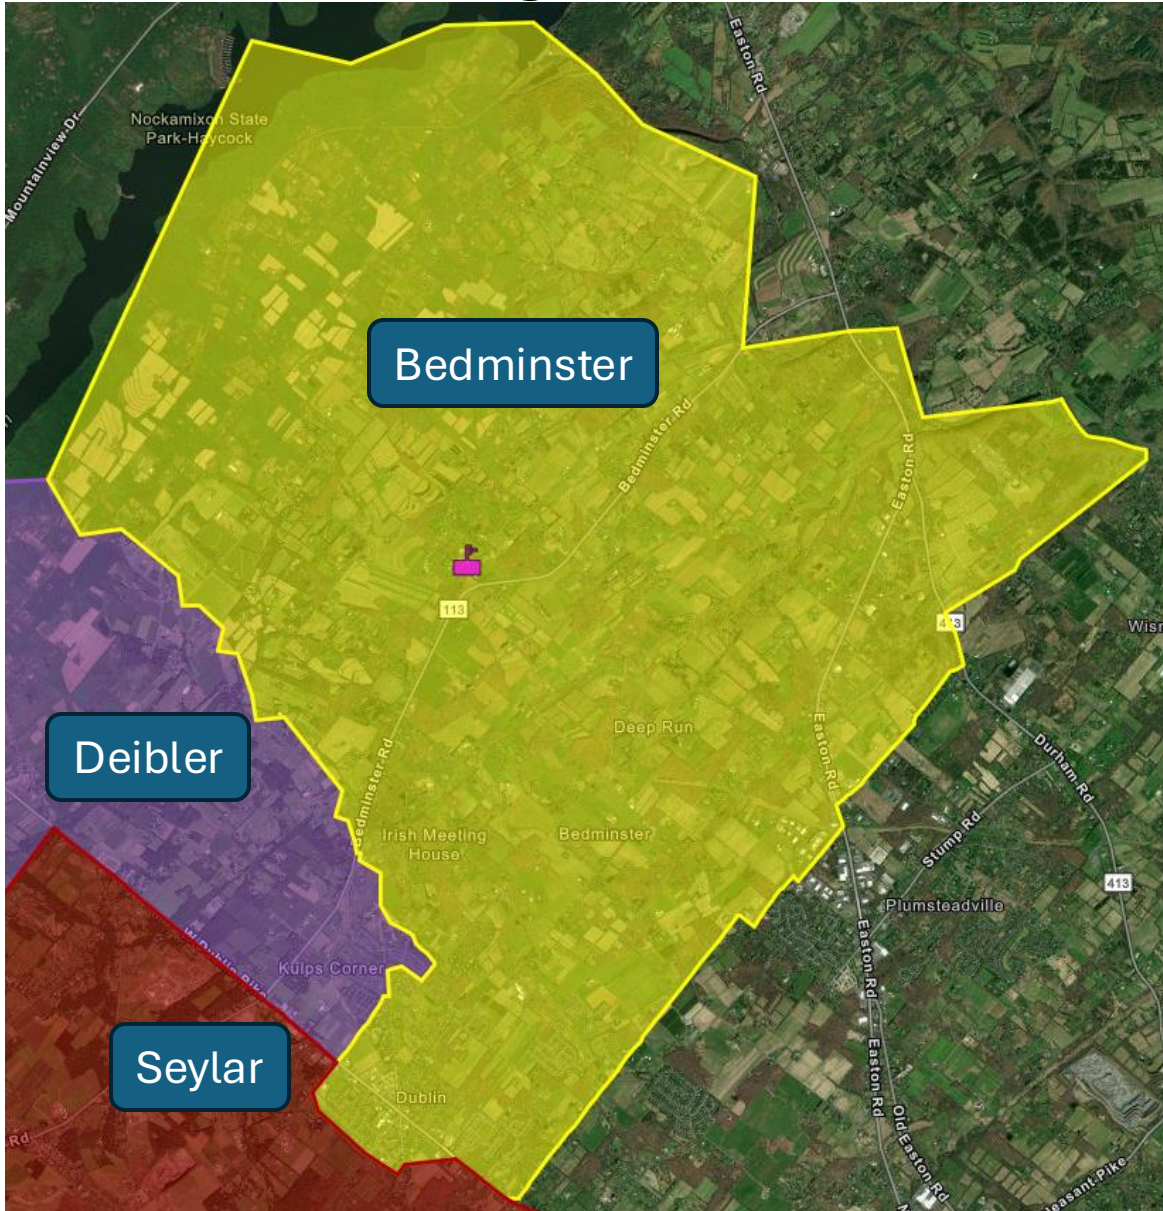 Easton Rd
Mountainview Dr
Nockamixon State
Park-Haycock
Bedminster
Bedminster Rd
Easton Rd
113
413
Deep Run
Easton Rd
Deibler
Bedminster Rd
Durham Rd
Irish Meeting
House
Bedminster
Stump Rd
413
Plumsteadville
W Dublin Pike
Kulps Corner
Easton Rd
Seylar
Easton Rd
Dublin
Old Easton Rd
Rd